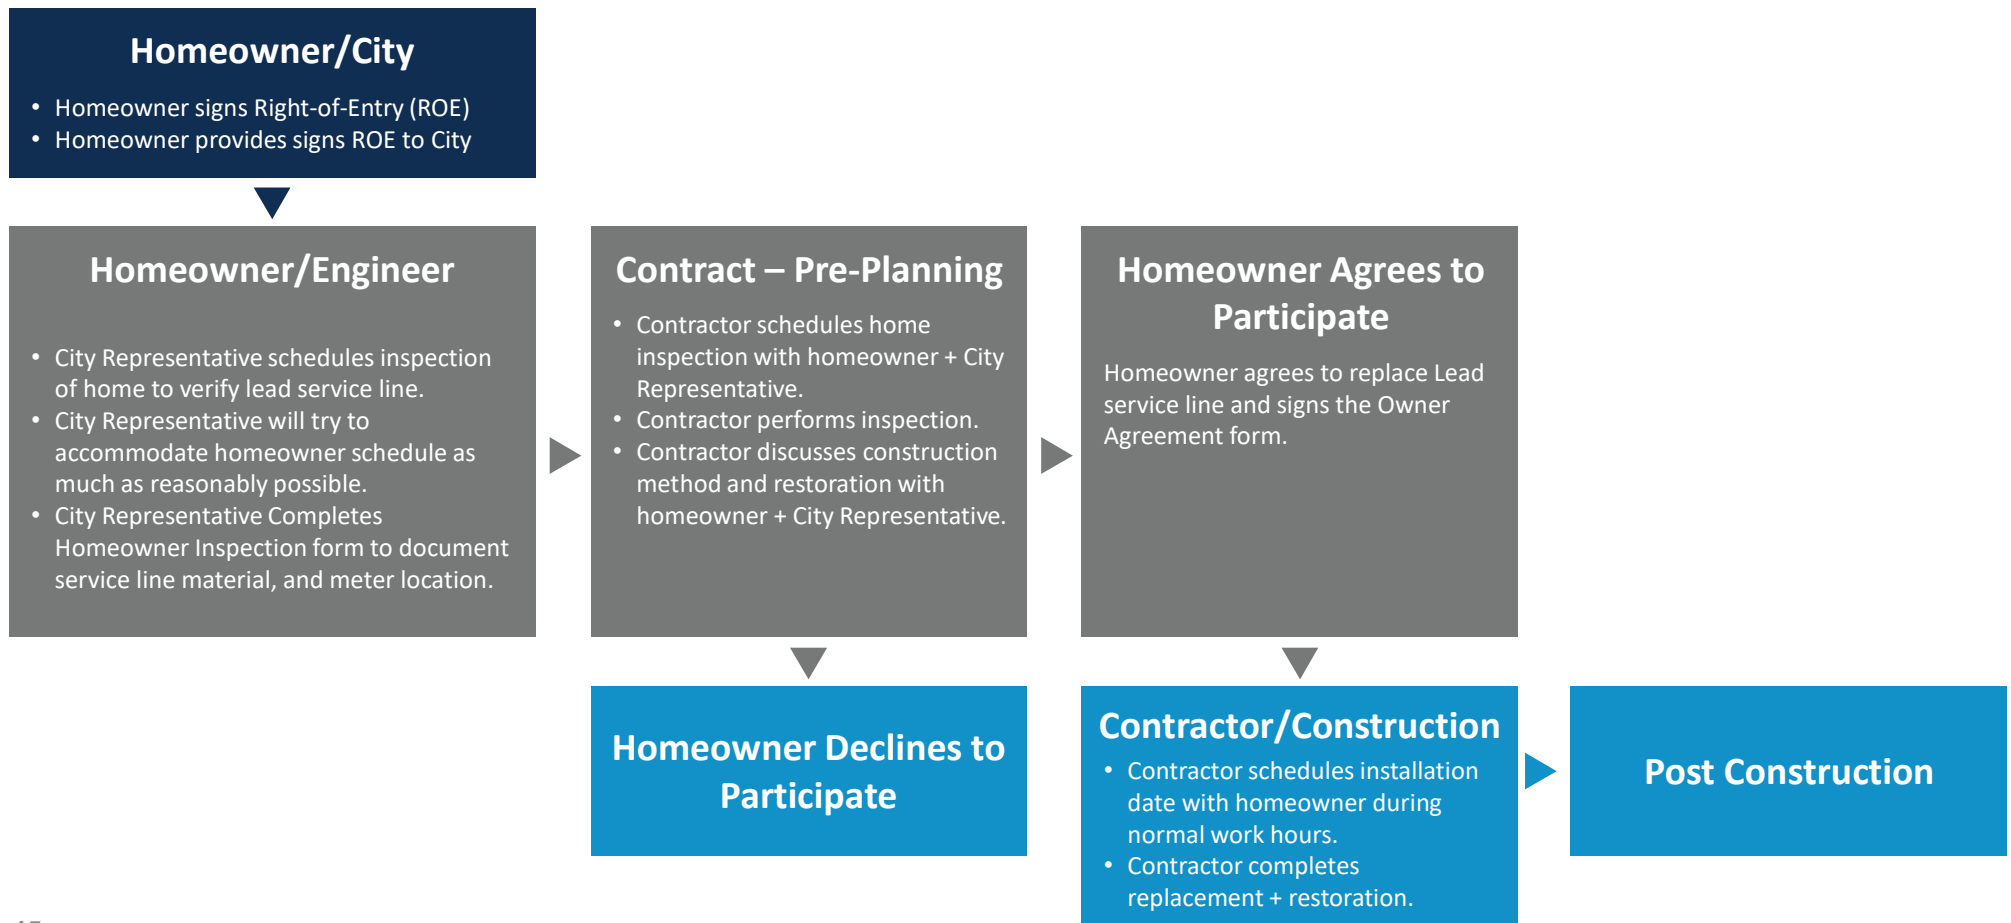 Homeowner/City
• Homeowner signs Right-of-Entry (ROE)
• Homeowner provides signs ROE to City
Homeowner/Engineer
• City Representative schedules inspection
of home to verify lead service line.
• City Representative will try to
accommodate homeowner schedule as
much as reasonably possible.
• City Representative Completes
Homeowner Inspection form to document
service line material, and meter location.
Contract – Pre-Planning
• Contractor schedules home
inspection with homeowner + City
Representative.
• Contractor performs inspection.
• Contractor discusses construction
method and restoration with
homeowner + City Representative.
Homeowner Agrees to
Participate
Homeowner agrees to replace Lead
service line and signs the Owner
Agreement form.
Homeowner Declines to
Participate
Contractor/Construction
• Contractor schedules installation
date with homeowner during
normal work hours.
• Contractor completes
replacement + restoration.
Post Construction